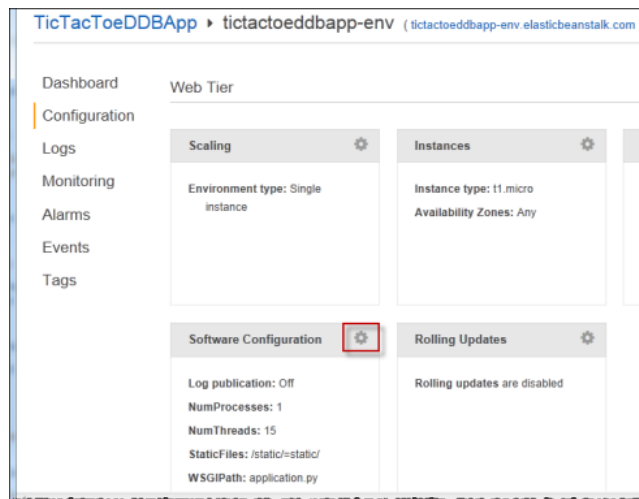 TicTacToeDDBApp ▸ tictactoeddbapp-env ( tictactoeddbapp-env.elasticbeanstalk.com
Dashboard
Configuration
Logs
Monitoring
Alarms
Events
Tags
Web Tier
Scaling
Environment type: Single
instance
Instances
Instance type: t1.micro
Availability Zones: Any
Software Configuration
Log publication: Off
NumProcesses: 1
NumThreads: 15
StaticFiles: /static/=static/
WSGIPath: application.py
Rolling Updates
Rolling updates are disabled